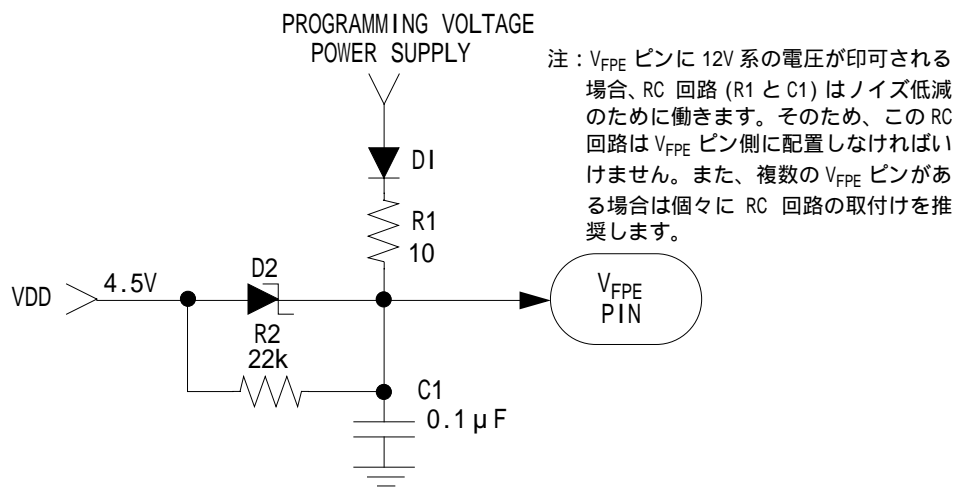 PROGRAMMING VOLTAGE
POWER SUPPLY
注：VFPE ピンに 12V 系の電圧が印可される
場合、RC 回路 (R1 と C1) はノイズ低減
のために働きます。そのため、この RC
回路は VFPE ピン側に配置しなければい
けません。また、複数の VFPE ピンがあ
る場合は個々に RC 回路の取付けを推
奨します。
D1
R1
10
VDD
4.5V
D2
R2
22k
VFPE
PIN
C1
0.1μF